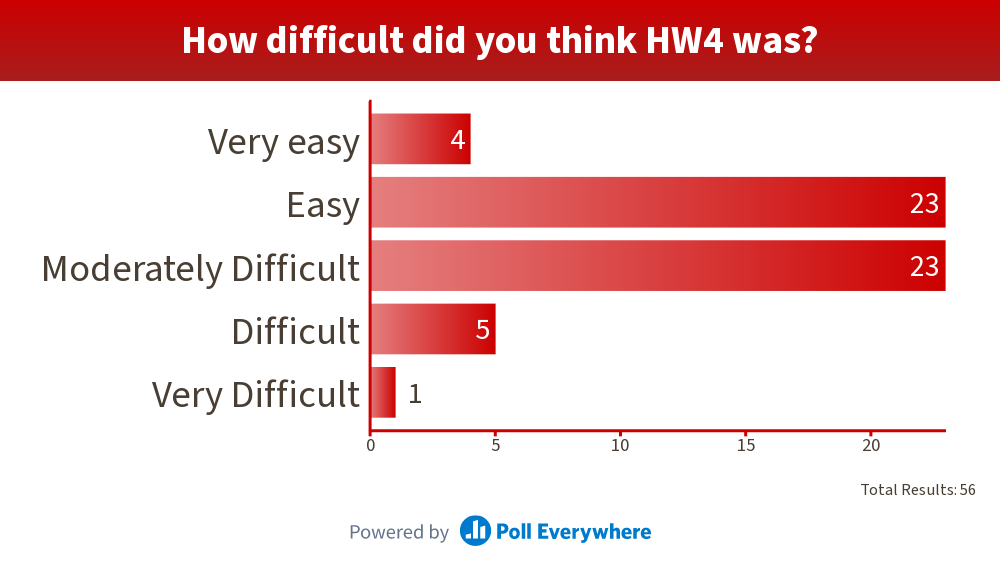 How difficult did you think HW4 was?
Very easy 4
Easy 23
Moderately Difficult 23
Difficult 5
Very Difficult 1
0 5 10 15 20
Total Results: 56
Powered by Poll Everywhere